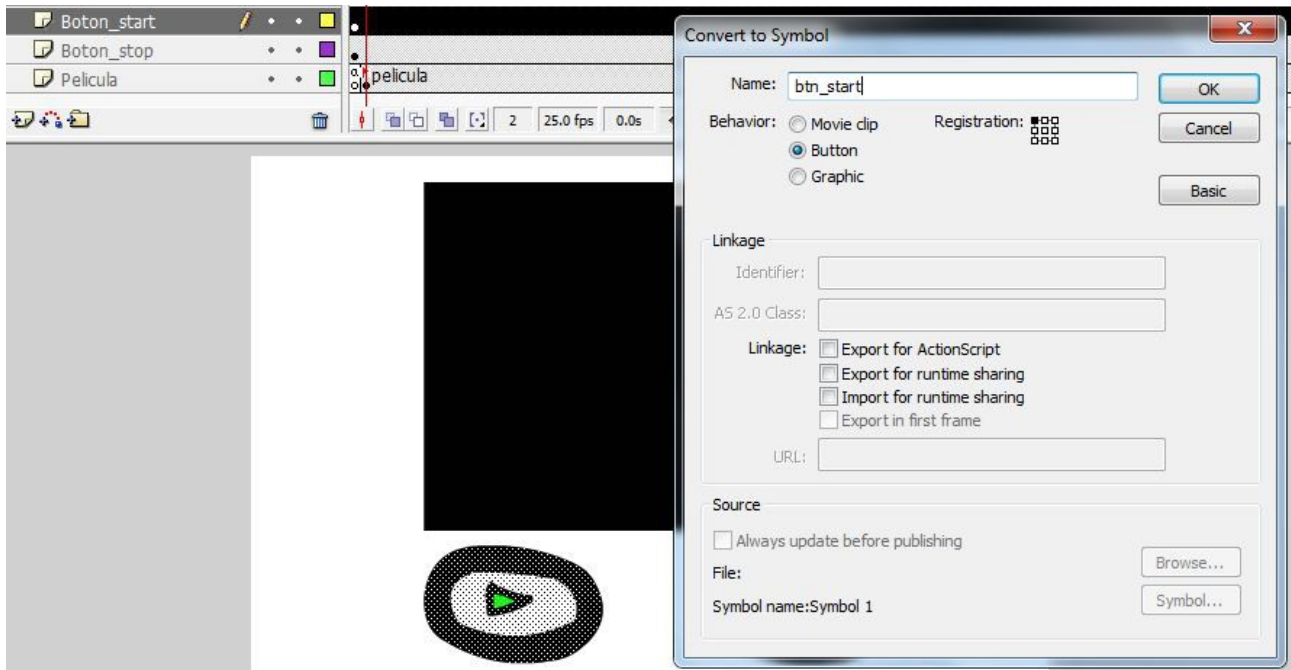 Boton_start
Boton_stop
Pelicula
a pelicula
2 25.0 fps 0.0s
Convert to Symbol
Name: btn_start
OK
Behavior: Movie clip
Registration:
Cancel
Button
Graphic
Basic
Linkage
Identifier:
AS 2.0 Class:
Linkage: Export for ActionScript
Export for runtime sharing
Import for runtime sharing
Export in first frame
URL:
Source
Always update before publishing
Browse...
File:
Symbol name:Symbol 1
Symbol...